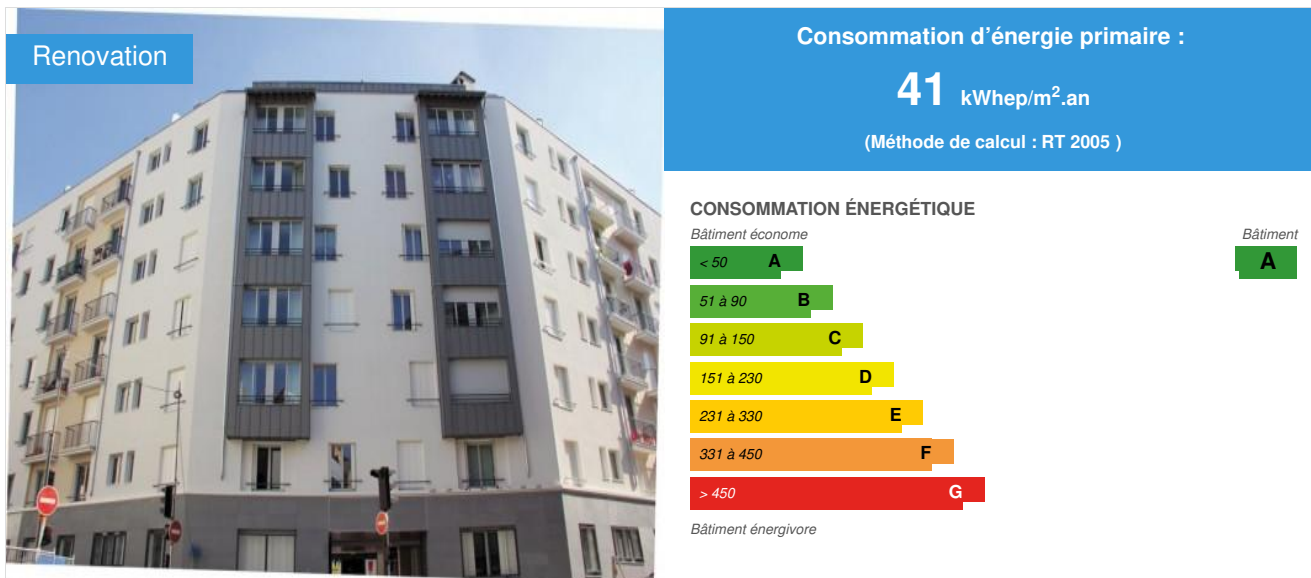 Renovation
Consommation d'énergie primaire :
41 kWhep/m².an
(Méthode de calcul : RT 2005 )
CONSOMMATION ÉNERGÉTIQUE
Bâtiment économe
Bâtiment
< 50 A
A
51 à 90 B
91 à 150 C
151 à 230 D
231 à 330 E
331 à 450 F
> 450 G
Bâtiment énergivore